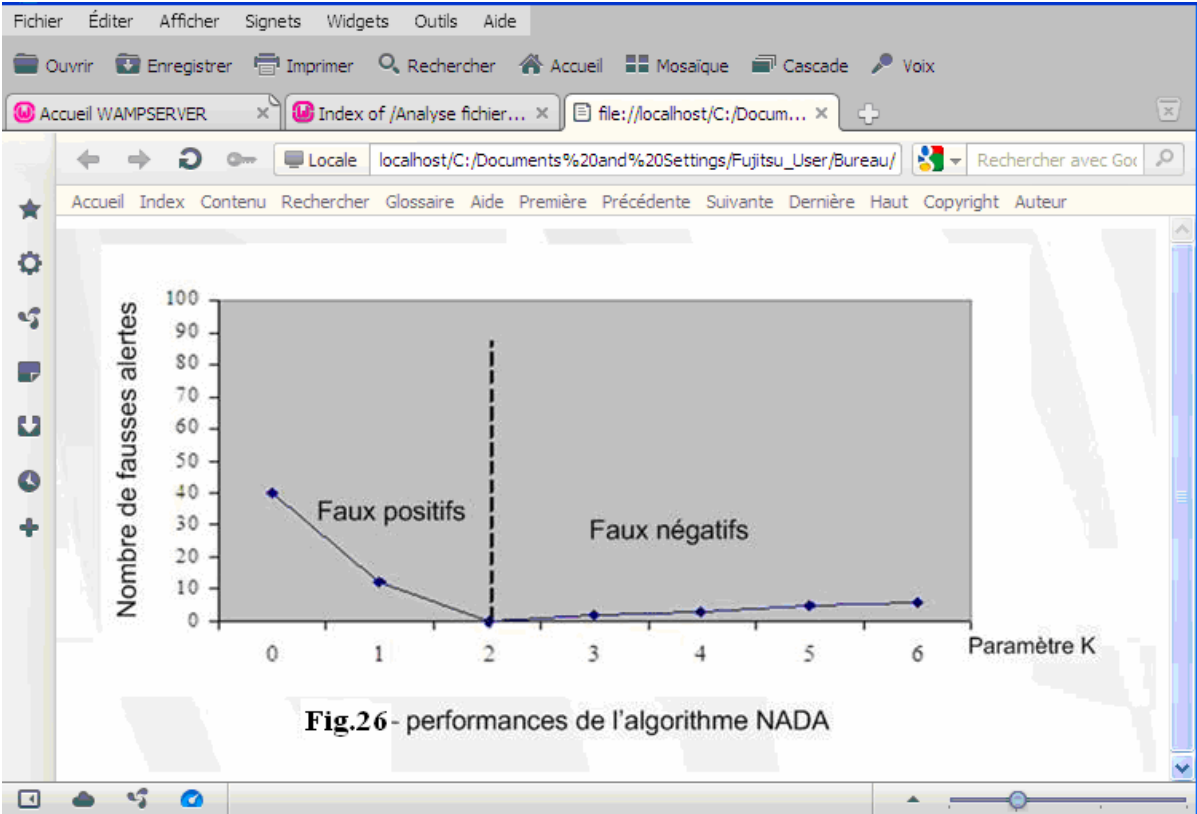 Fichier Éditer Afficher Signets Widgets Outils Aide
Ouvrir Enregistrer Imprimer Rechercher Accueil Mosaïque Cascade Voix
Accueil WAMPSERVER Index of /Analyse fichier... file://localhost/C:/Docum...
Locale localhost/C:/Documents%20and%20Settings/Fujitsu_User/Bureau/ Rechercher avec Goo
Accueil Index Contenu Rechercher Glossaire Aide Première Précédente Suivante Dernière Haut Copyright Auteur
Nombre de fausses alertes
100
90
80
70
60
50
40
30
20
10
0
Faux positifs
Faux négatifs
0 1 2 3 4 5 6
Paramètre K
Fig.26 - performances de l'algorithme NADA